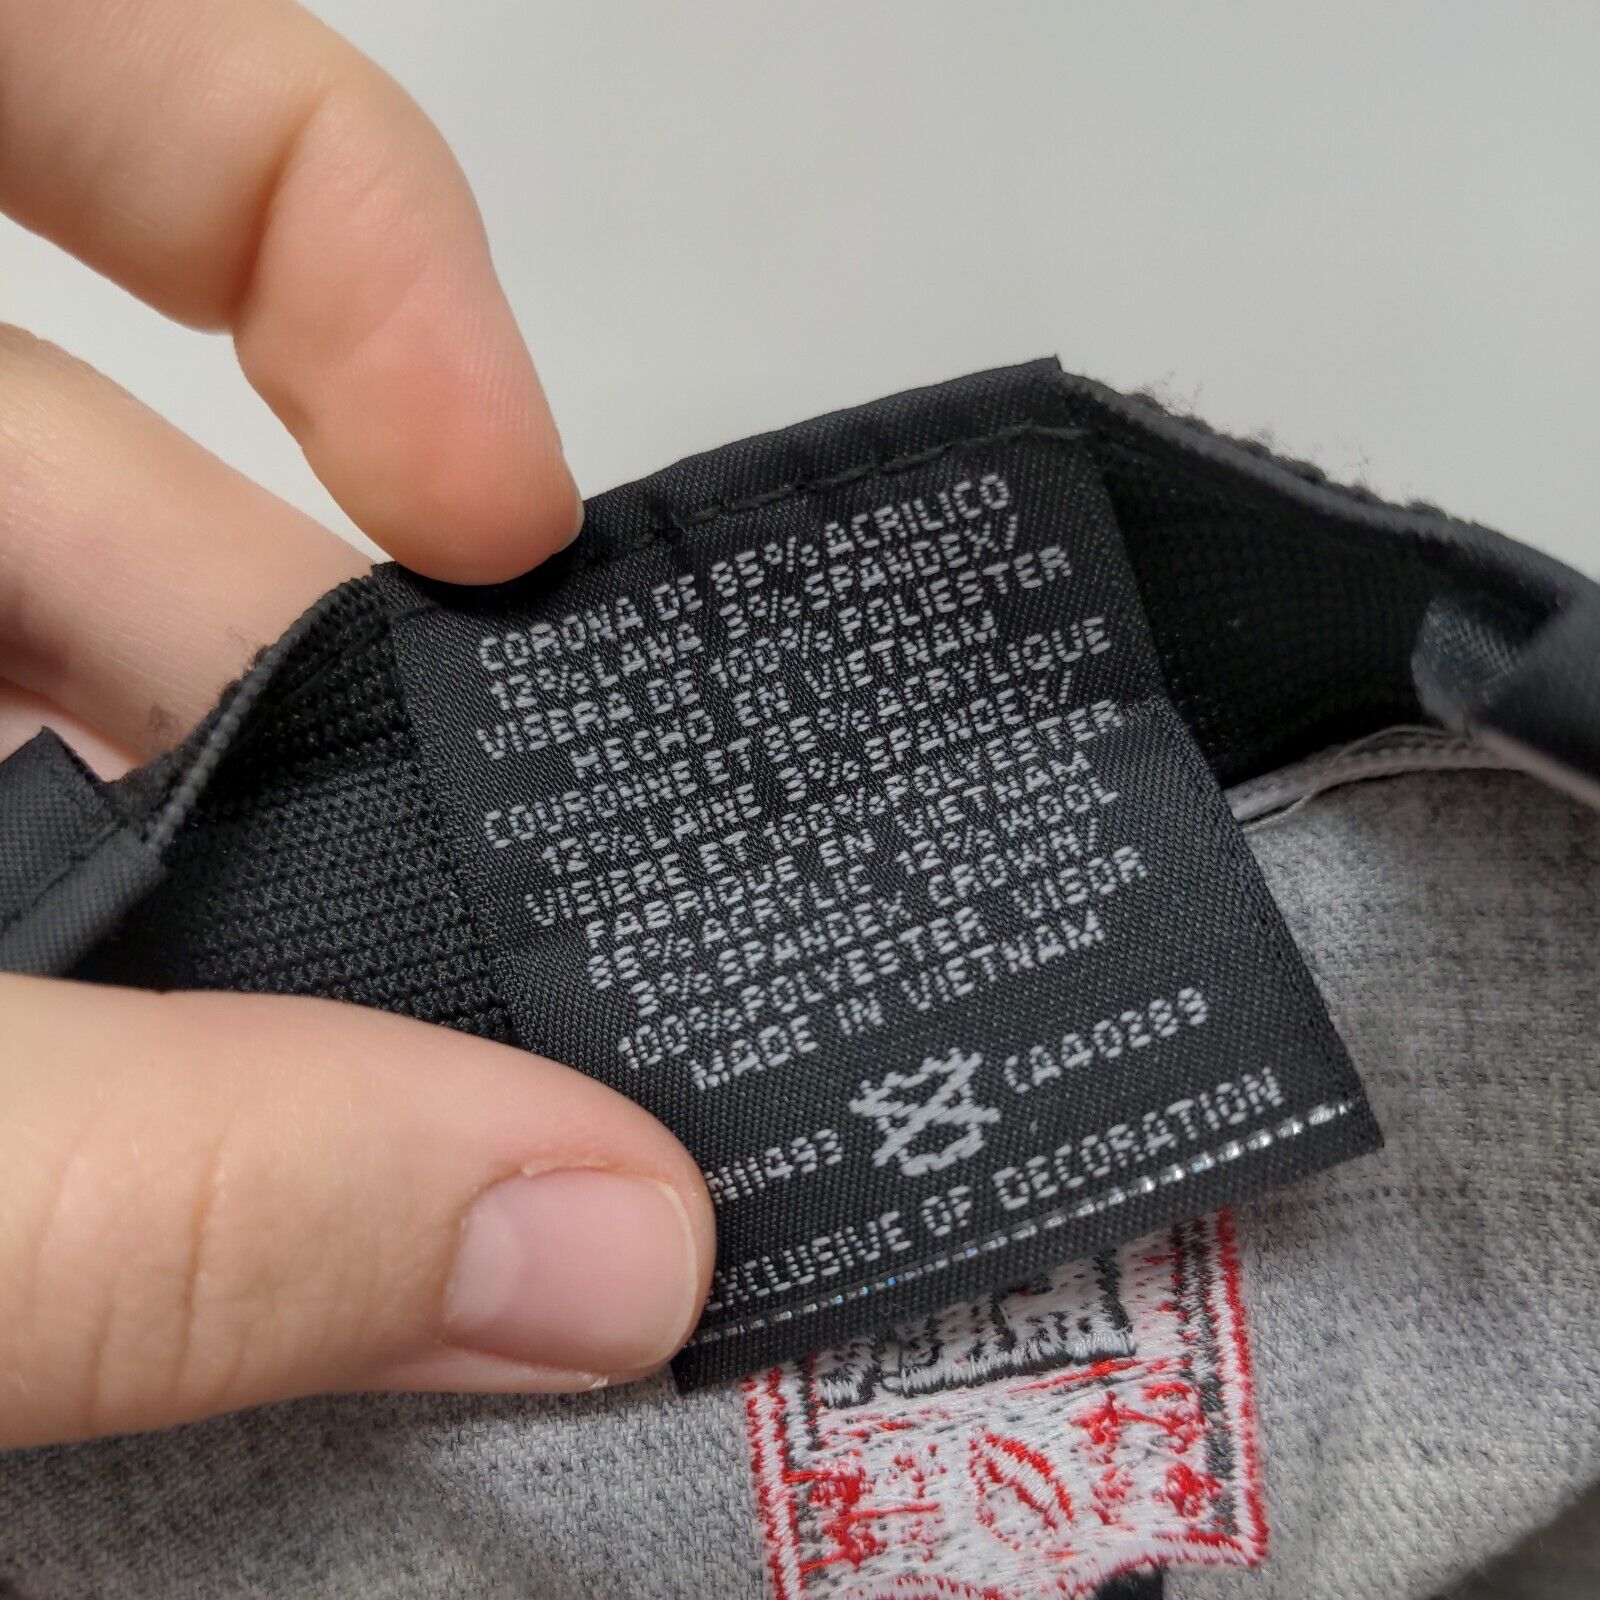 CORONA DE 85% ACRILICO
12% LANA 3% SPANDEX/
VISERA DE 100% POLIESTER
HECHO EN VIETNAM
COURONNE ET 85% ACRYLIQUE
12% LAINE 3% SPANDEX/
VISIERE ET 100% POLYESTER
FABRIQUE EN VIETNAM
85% ACRYLIC 12% WOOL
3% SPANDEX CROWN/
100% POLYESTER VISOR
MADE IN VIETNAM
CA40289
EXCLUSIVE OF DECORATION